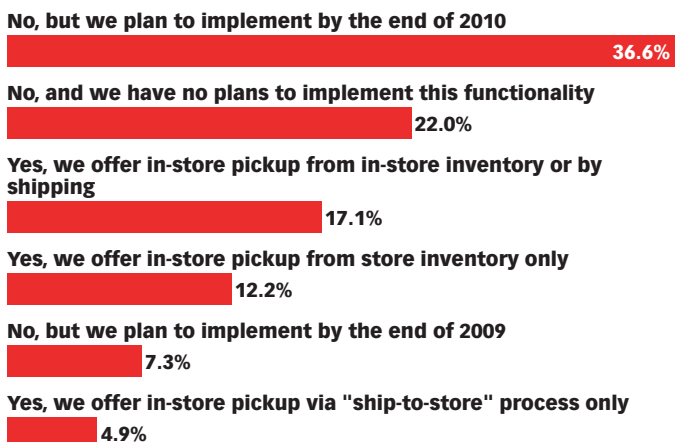 No, but we plan to implement by the end of 2010
36.6%
No, and we have no plans to implement this functionality
22.0%
Yes, we offer in-store pickup from in-store inventory or by
shipping
17.1%
Yes, we offer in-store pickup from store inventory only
12.2%
No, but we plan to implement by the end of 2009
7.3%
Yes, we offer in-store pickup via "ship-to-store" process only
4.9%